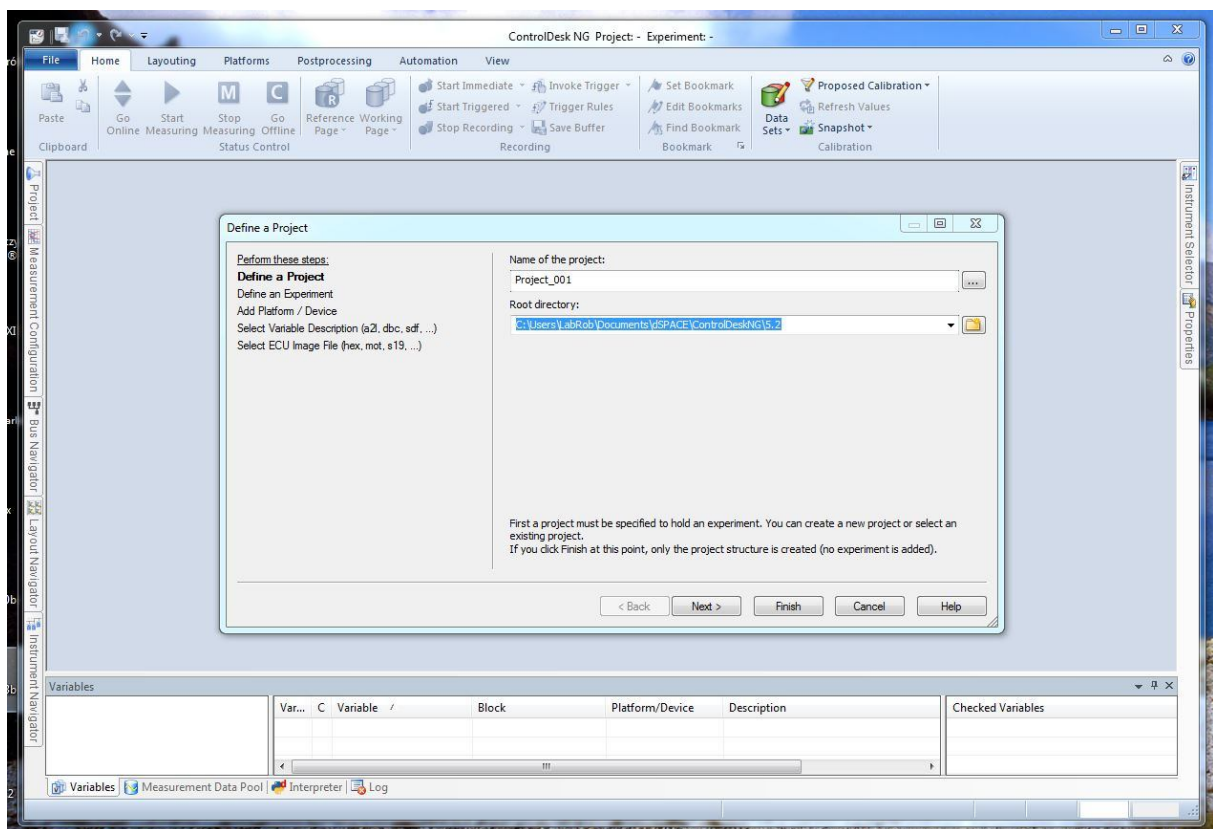 ControlDesk NG Project: - Experiment: -
File Home Layouting Platforms Postprocessing Automation View
Paste
Clipboard
Go Online
Start Measuring
Stop Measuring
Go Offline
Reference Page
Working Page
Status Control
Start Immediate Invoke Trigger
Start Triggered Trigger Rules
Stop Recording Save Buffer
Recording
Set Bookmark
Edit Bookmarks
Find Bookmark
Bookmark
Data Sets
Proposed Calibration
Refresh Values
Snapshot
Calibration
Project
Measurement Configuration
Bus Navigator
Layout Navigator
Instrument Navigator
Instrument Selector
Properties
Define a Project
Perform these steps:
Define a Project
Define an Experiment
Add Platform / Device
Select Variable Description (a2l, dbc, sdf, ...)
Select ECU Image File (hex, mot, s19, ...)
Name of the project:
Project_001
...
Root directory:
C:\Users\LabRob\Documents\dSPACE\ControlDeskNG\5.2
First a project must be specified to hold an experiment. You can create a new project or select an
existing project.
If you click Finish at this point, only the project structure is created (no experiment is added).
< Back Next > Finish Cancel Help
Variables
Var... C Variable Block Platform/Device Description Checked Variables
Variables Measurement Data Pool Interpreter Log